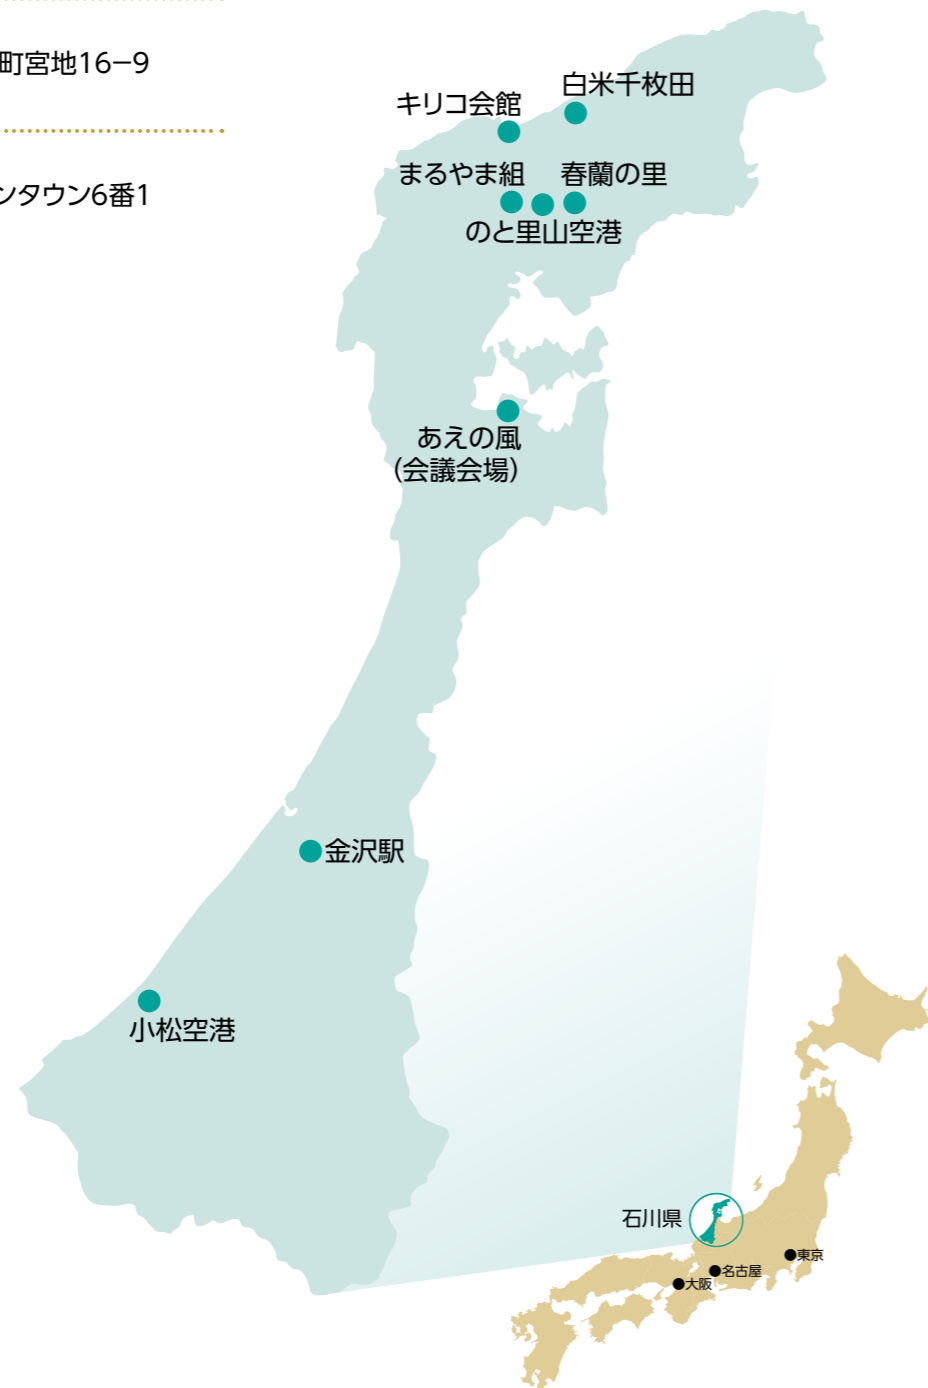 町宮地16−9
ンタウン6番1
白米千枚田
キリコ会館
まるやま組
春蘭の里
のと里山空港
あえの風
(会議会場)
金沢駅
小松空港
石川県
東京
名古屋
大阪